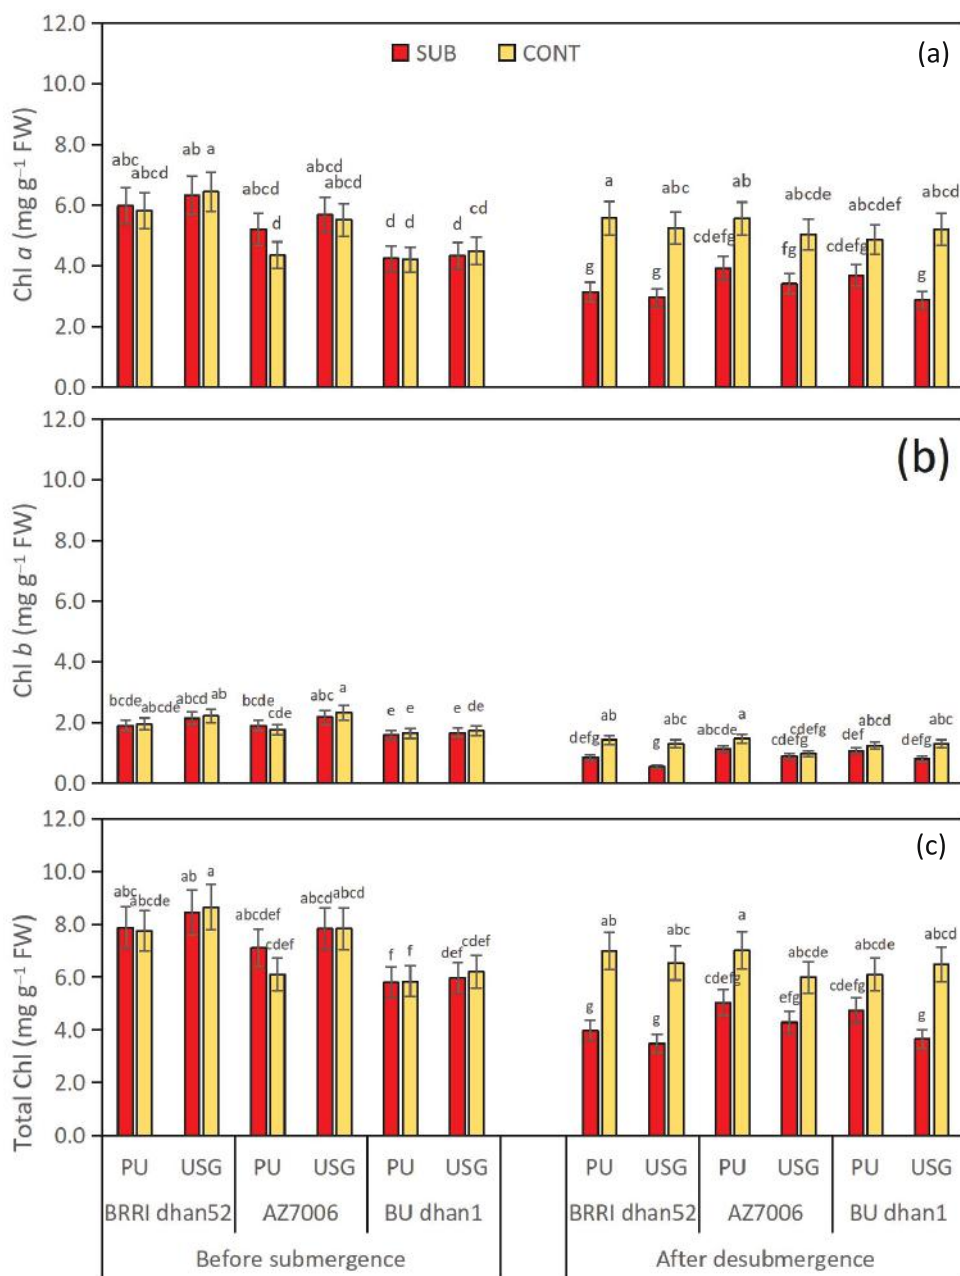 12.0
SUB CONT (a)
10.0
8.0
abc abcd ab a abcd d abcd abcd d d d cd g a g abc cdefg ab fg abcde cdefg abcdef g abcd
6.0
4.0
2.0
0.0
Chl a (mg g⁻¹ FW)
12.0
(b)
10.0
8.0
6.0
4.0
bcde abcde abcd ab bcde cde abc a e e e de defg ab g abc abcde a cdefg cdefg def abcd defg abc
2.0
0.0
Chl b (mg g⁻¹ FW)
12.0
(c)
10.0
abc abcde ab a abcdef cdef abcd abcd f f def cdef g ab g abc cdefg a efg abcde cdefg abcde g abcd
8.0
6.0
4.0
2.0
0.0
Total Chl (mg g⁻¹ FW)
PU USG PU USG PU USG PU USG PU USG PU USG
BRRI dhan52 AZ7006 BU dhan1 BRRI dhan52 AZ7006 BU dhan1
Before submergence After desubmergence